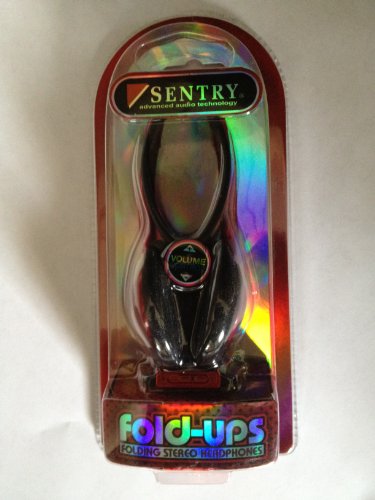 SENTRY®
advanced audio technology
VOLUME
fold-ups
FOLDING STEREO HEADPHONES